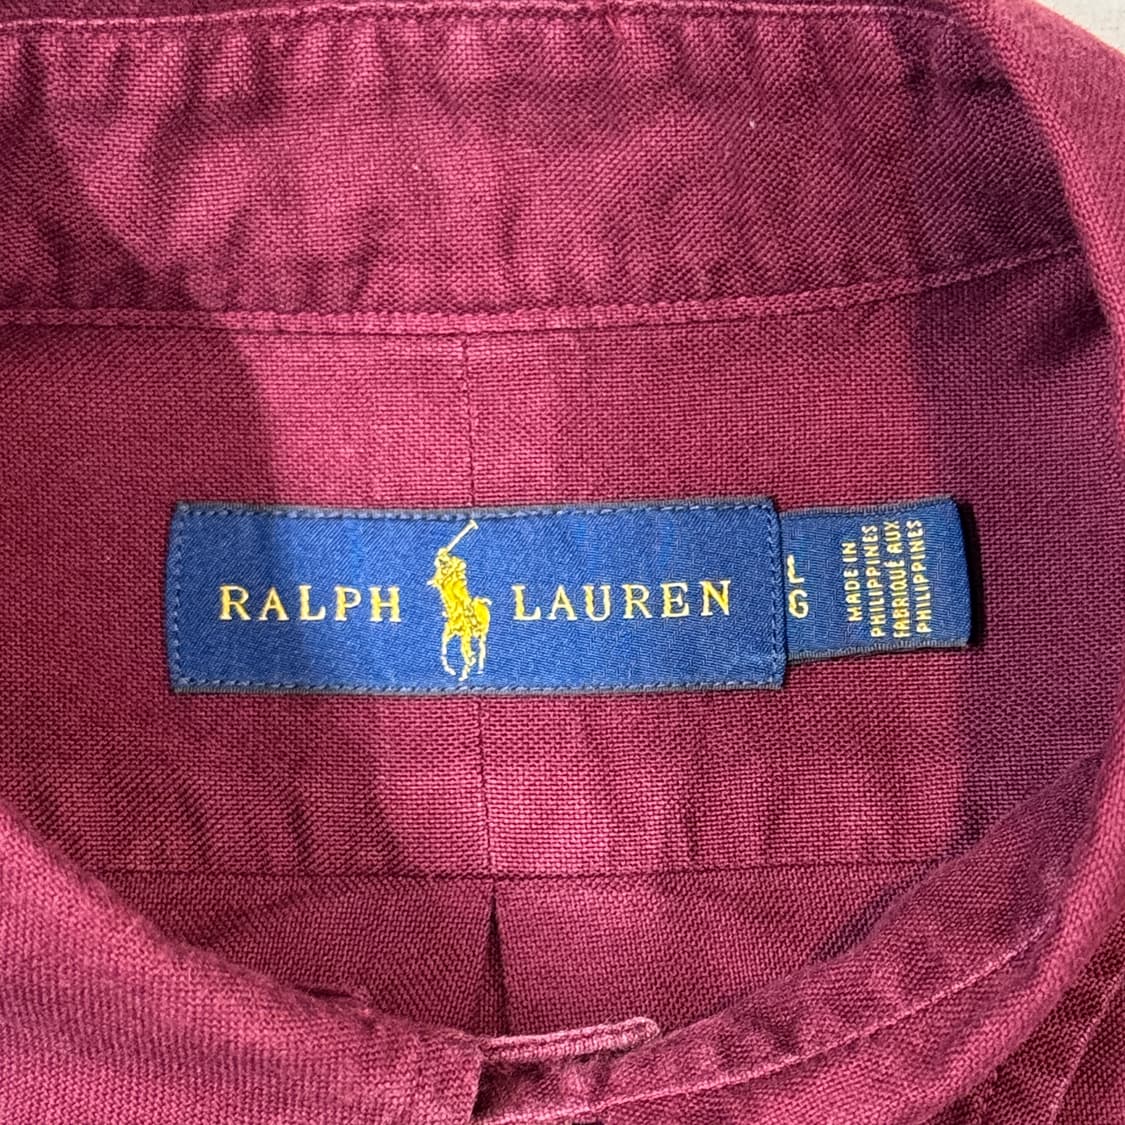 RALPH LAUREN
L
G
MADE IN
PHILIPPINES
FABRIQUÉ AUX
PHILIPPINES